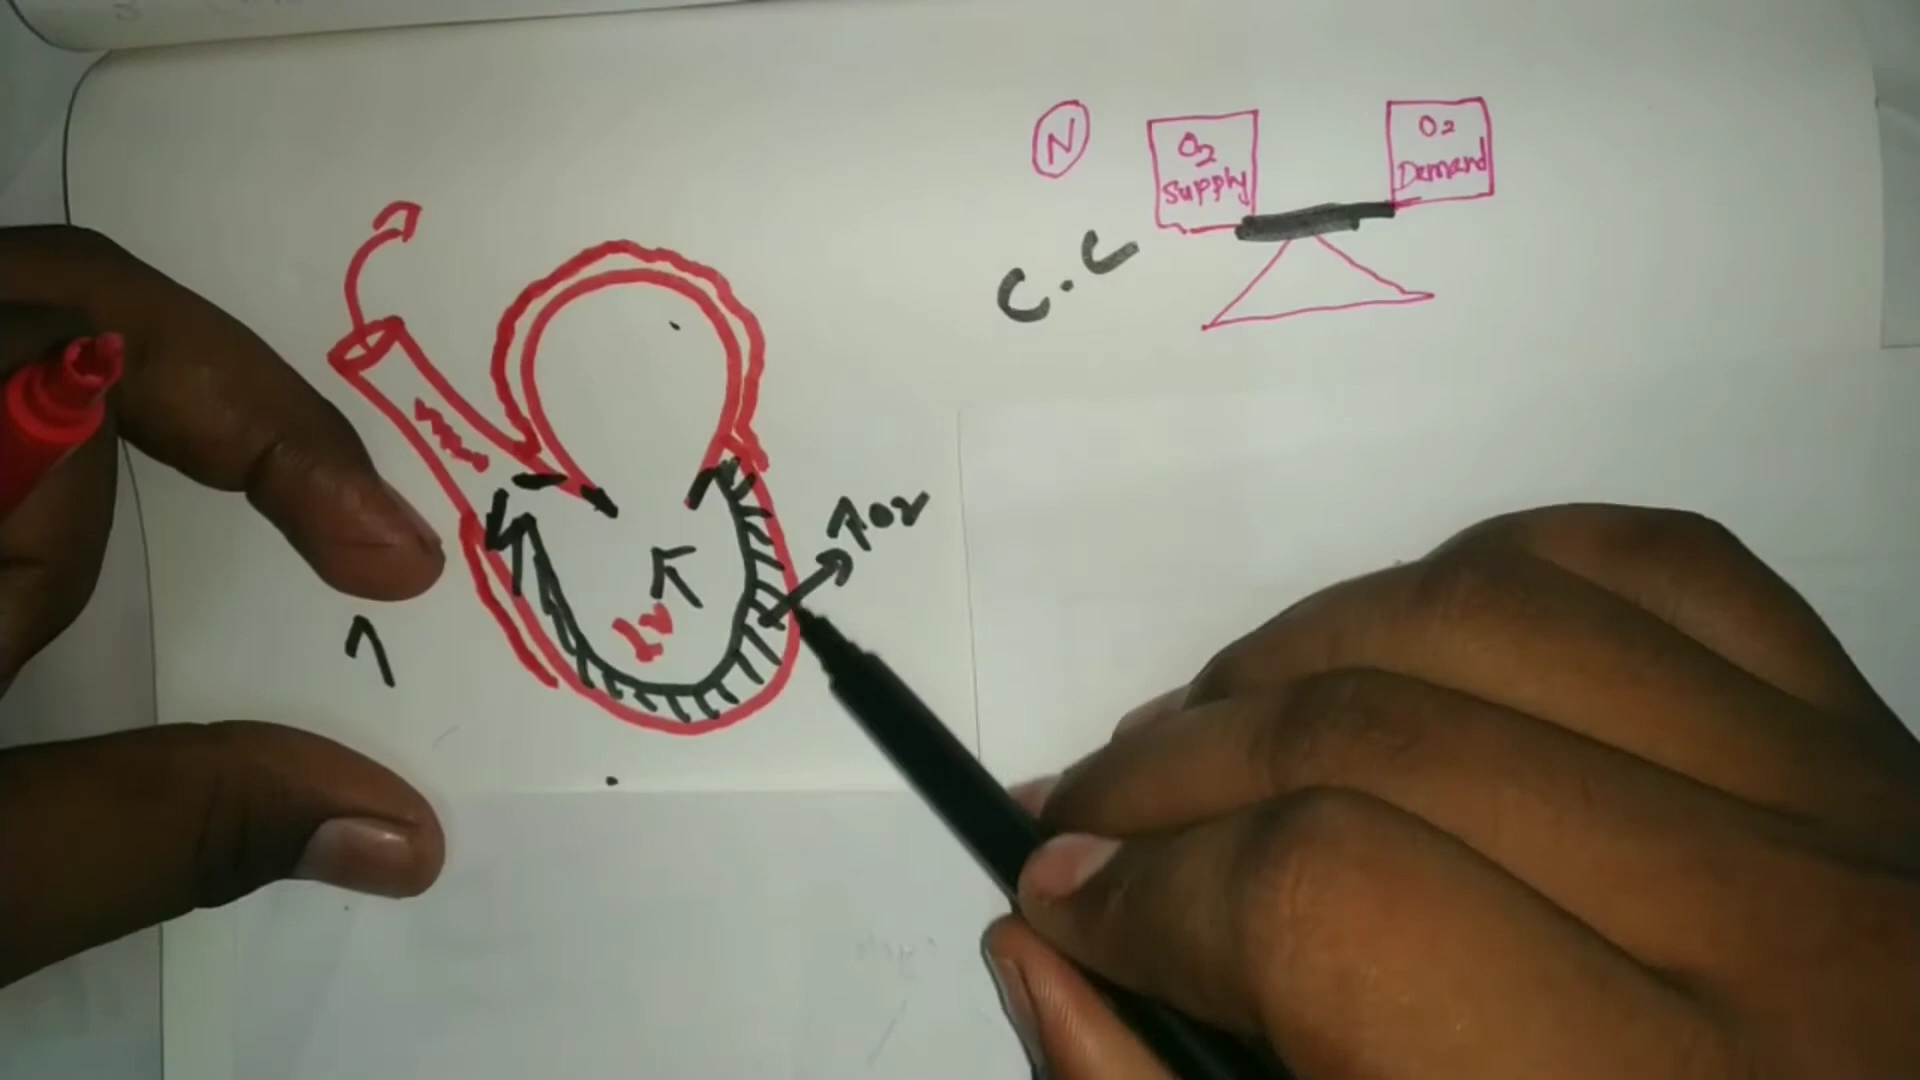 N
O2
Supply
O2
Demand
C.C
↑O2
LV